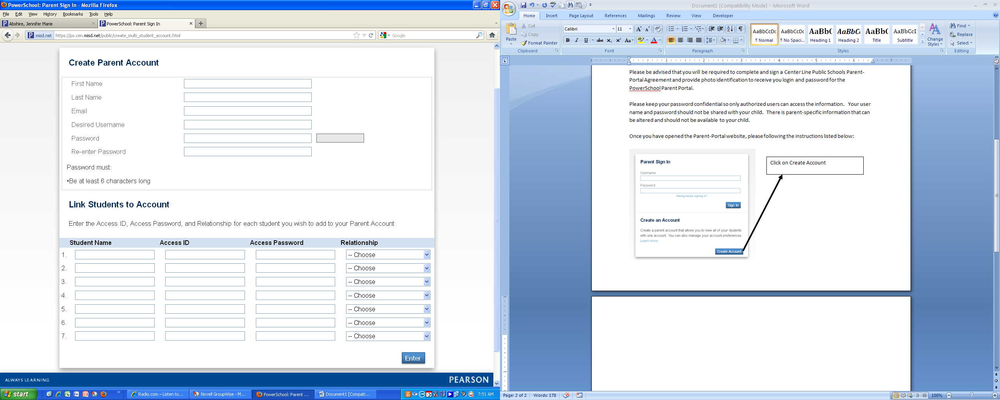 PowerSchool: Parent Sign In - Mozilla Firefox
File Edit View History Bookmarks Tools Help
Abshire, Jennifer Marie
PowerSchool: Parent Sign In
misd.net https://ps.cen.misd.net/public/create_multi_student_account.html
Google
Create Parent Account
First Name
Last Name
Email
Desired Username
Password
Re-enter Password
Password must:
•Be at least 6 characters long
Link Students to Account
Enter the Access ID, Access Password, and Relationship for each student you wish to add to your Parent Account
Student Name Access ID Access Password Relationship
1. -- Choose
2. -- Choose
3. -- Choose
4. -- Choose
5. -- Choose
6. -- Choose
7. -- Choose
Enter
ALWAYS LEARNING PEARSON
start
Radio.com – Listen to...
Novell GroupWise - M...
PowerSchool: Parent ...
Document1 [Compati...
7:51 AM
Document1 [Compatibility Mode] - Microsoft Word
Home Insert Page Layout References Mailings Review View Developer
Paste
Cut
Copy
Format Painter
Clipboard
Calibri 11
Font
Paragraph
AaBbCcDc AaBbCcDc AaBbC AaBbCc AaBbC AaBbCcI
¶ Normal ¶ No Spaci... Heading 1 Heading 2 Title Subtitle
Change Styles
Styles
Find
Replace
Select
Editing
1 1 2 3 4 5 6 7
Please be advised that you will be required to complete and sign a Center Line Public Schools Parent-
Portal Agreement and provide photo identification to receive you login and password for the
PowerSchool Parent Portal.
Please keep your password confidential so only authorized users can access the information. Your user
name and password should not be shared with your child. There is parent-specific information that can
be altered and should not be available to your child.
Once you have opened the Parent-Portal website, please following the instructions listed below:
Parent Sign In
Username
Password
Having trouble signing in?
Sign In
Create an Account
Create a parent account that allows you to view all of your students
with one account. You can also manage your account preferences.
Learn more.
Create Account
Click on Create Account
Page: 2 of 2 Words: 178
100%